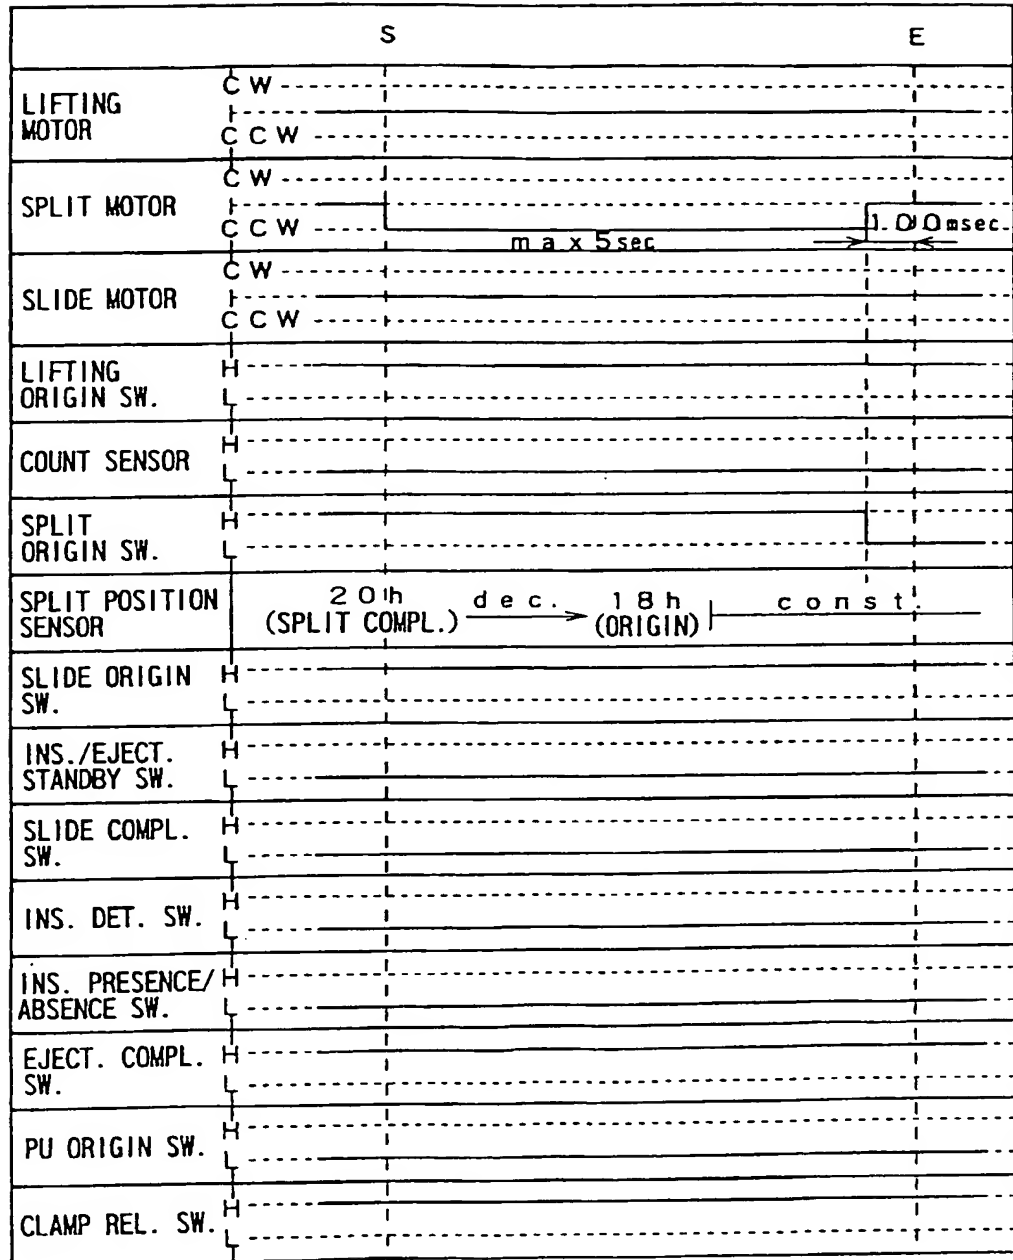 S E
LIFTING CW
MOTOR CCW
CW
SPLIT MOTOR
CCW max 5sec 100msec.
CW
SLIDE MOTOR
CCW
LIFTING H
ORIGIN SW. L
H
COUNT SENSOR
L
SPLIT H
ORIGIN SW. L
SPLIT POSITION 20h dec. 18h const.
SENSOR (SPLIT COMPL.) (ORIGIN)
SLIDE ORIGIN H
SW. L
INS./EJECT. H
STANDBY SW. L
SLIDE COMPL. H
SW. L
H
INS. DET. SW.
L
INS. PRESENCE/ H
ABSENCE SW. L
EJECT. COMPL. H
SW. L
H
PU ORIGIN SW.
L
H
CLAMP REL. SW.
L